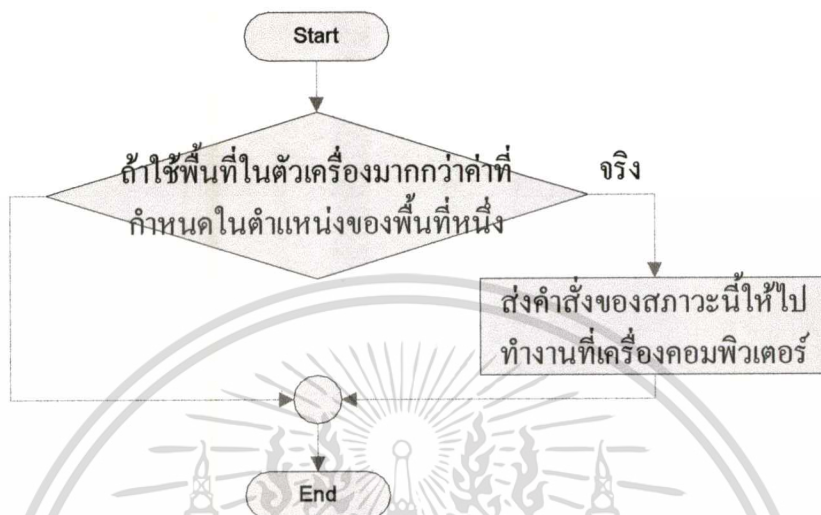 Start
ถ้าใช้พื้นที่ในตัวเครื่องมากกว่าค่าที่
กำหนดในตำแหน่งของพื้นที่หนึ่ง
จริง
ส่งคำสั่งของสภาวะนี้ให้ไป
ทำงานที่เครื่องคอมพิวเตอร์
End